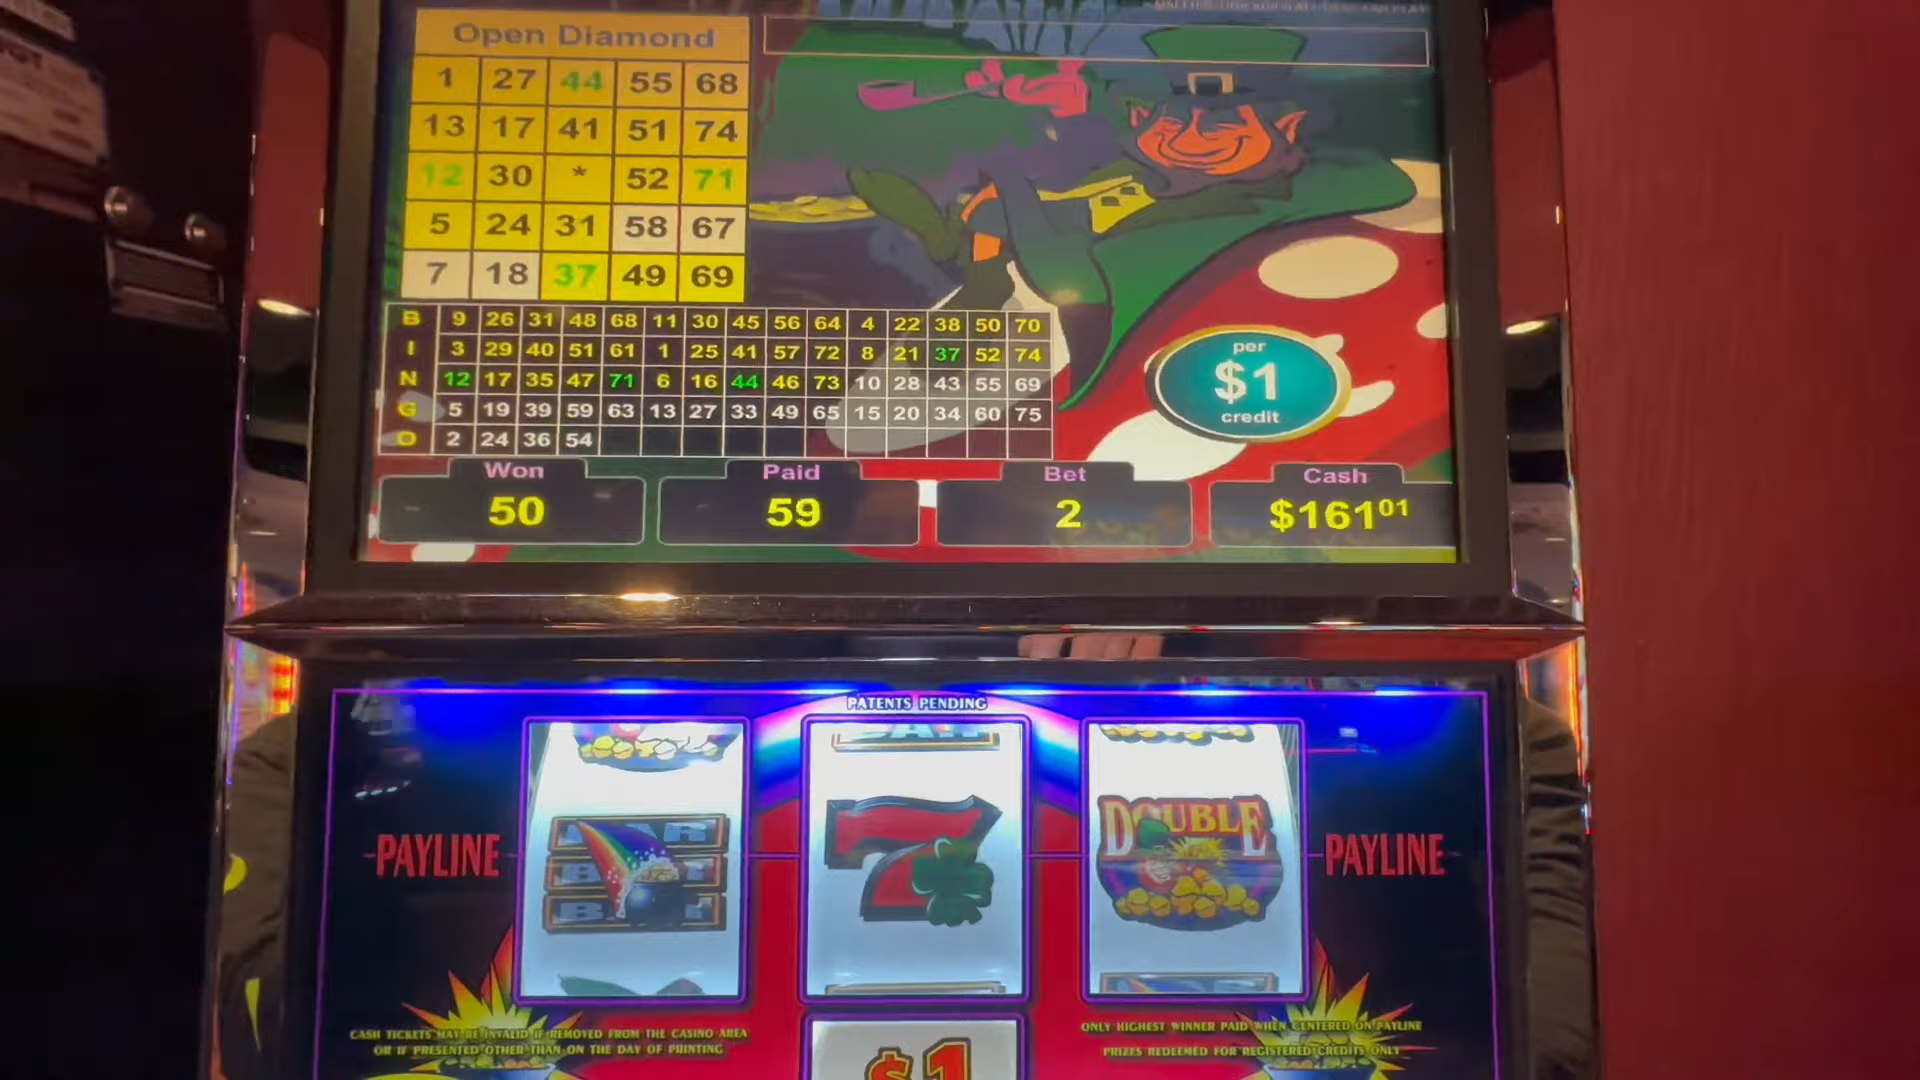 Open Diamond
1 27 44 55 68
13 17 41 51 74
12 30 * 52 71
5 24 31 58 67
7 18 37 49 69
B 9 26 31 48 68 11 30 45 56 64 4 22 38 50 70
I 3 29 40 51 61 1 25 41 57 72 8 21 37 52 74
N 12 17 35 47 71 6 16 44 46 73 10 28 43 55 69
G 5 19 39 59 63 13 27 33 49 65 15 20 34 60 75
O 2 24 36 54
per
$1
credit
Won Paid Bet Cash
50 59 2 $16101
PATENTS PENDING
DOUBLE
7
-PAYLINE PAYLINE-
CASH TICKETS MAY BE INVALID IF REMOVED FROM THE CASINO AREA
OR IF PRESENTED OTHER THAN ON THE DAY OF PRINTING
ONLY HIGHEST WINNER PAID WHEN CENTERED ON PAYLINE
PRIZES REDEEMED FOR REGISTERED CREDITS ONLY
$1